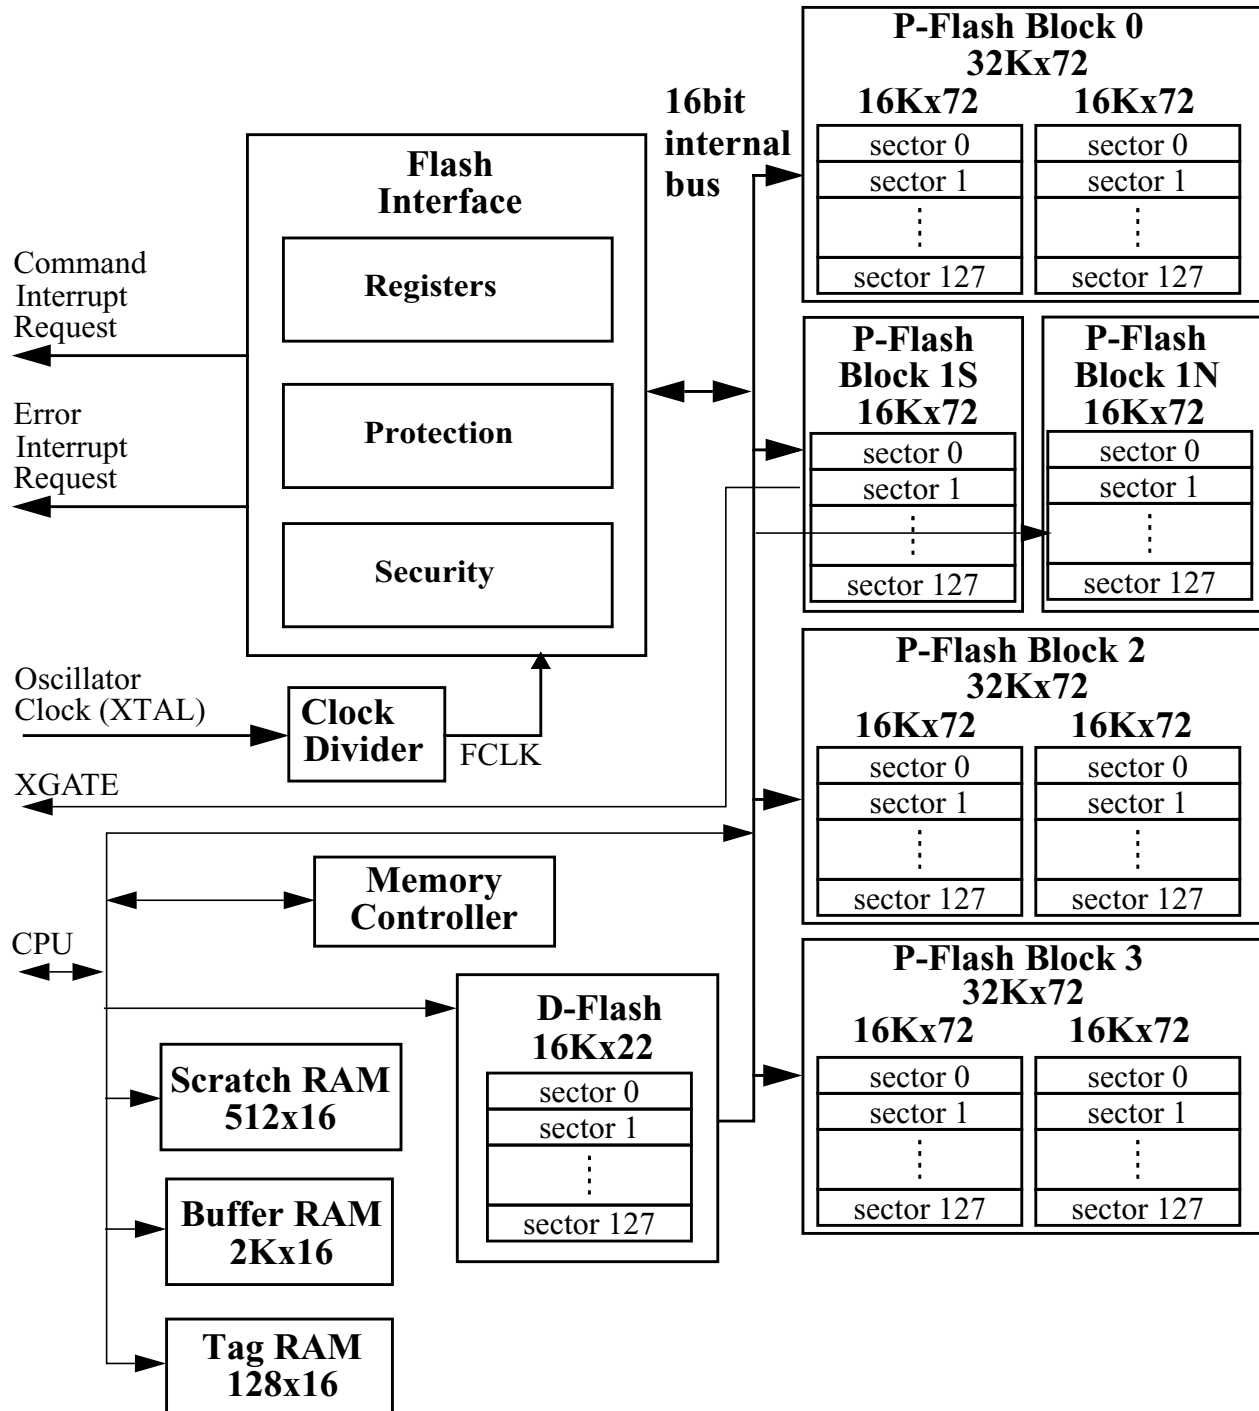 P-Flash Block 0
32Kx72
16Kx72
16Kx72
sector 0
sector 1
sector 127
sector 0
sector 1
sector 127
16bit
internal
bus
Flash
Interface
Registers
Protection
Security
Command
Interrupt
Request
Error
Interrupt
Request
P-Flash
Block 1S
16Kx72
sector 0
sector 1
sector 127
P-Flash
Block 1N
16Kx72
sector 0
sector 1
sector 127
Oscillator
Clock (XTAL)
Clock
Divider
FCLK
XGATE
P-Flash Block 2
32Kx72
16Kx72
16Kx72
sector 0
sector 1
sector 127
sector 0
sector 1
sector 127
Memory
Controller
CPU
D-Flash
16Kx22
sector 0
sector 1
sector 127
Scratch RAM
512x16
Buffer RAM
2Kx16
Tag RAM
128x16
P-Flash Block 3
32Kx72
16Kx72
16Kx72
sector 0
sector 1
sector 127
sector 0
sector 1
sector 127